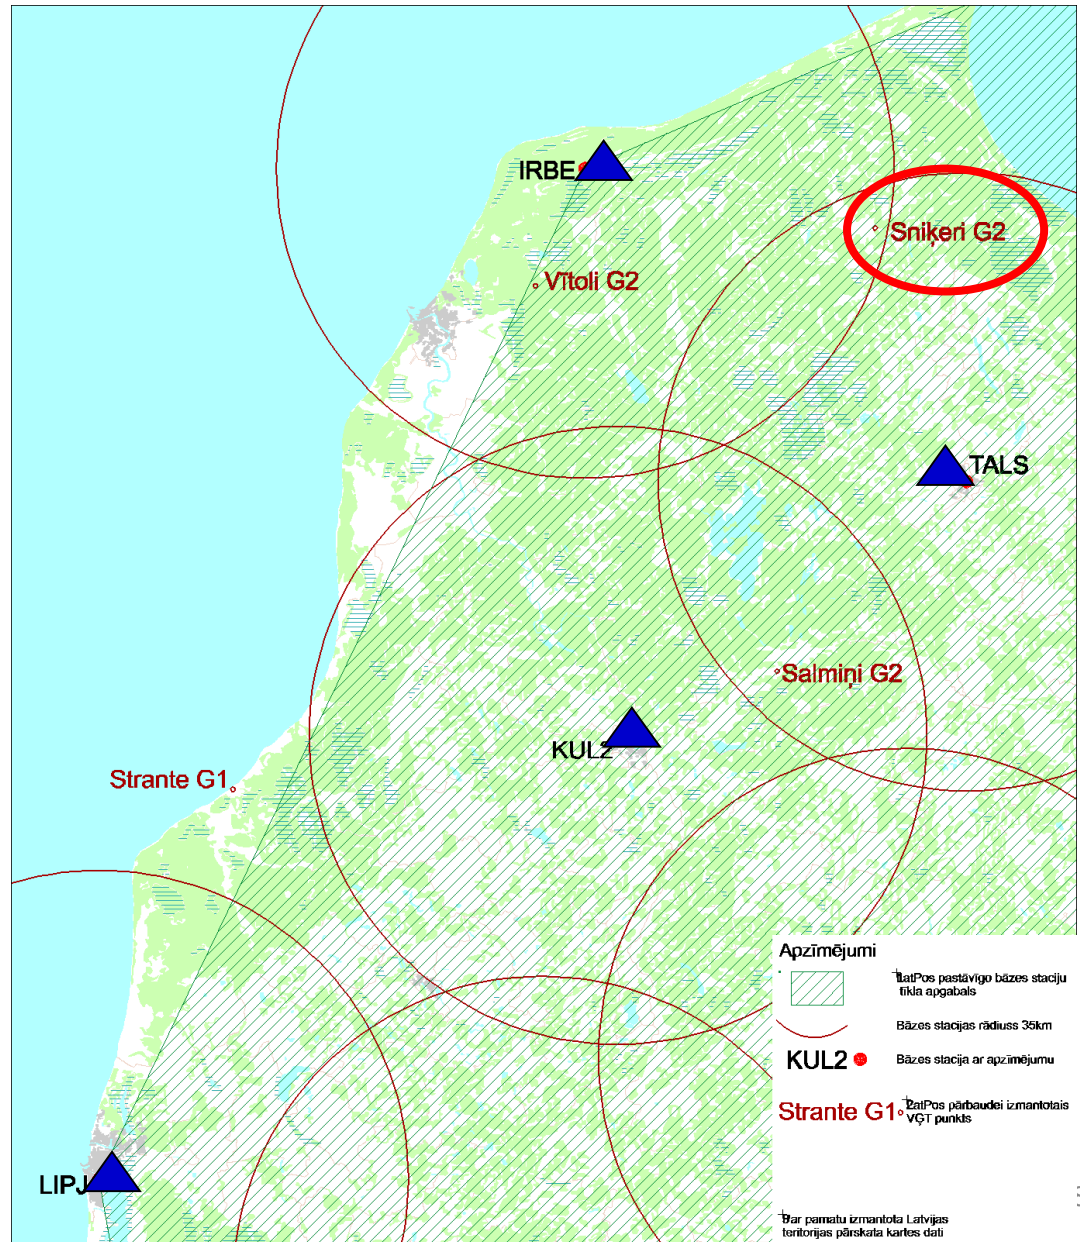 IRBE
Sniķeri G2
Vītoli G2
TALS
Salmiņi G2
KUL2
Strante G1
LIPJ
Apzīmējumi
LatPos pastāvīgo bāzes staciju
tīkla apgabals
Bāzes stacijas rādiuss 35km
KUL2
Bāzes stacija ar apzīmējumu
Strante G1
LatPos pārbaudei izmantotais
VĢT punkts
Par pamatu izmantota Latvijas
teritorijas pārskata kartes dati